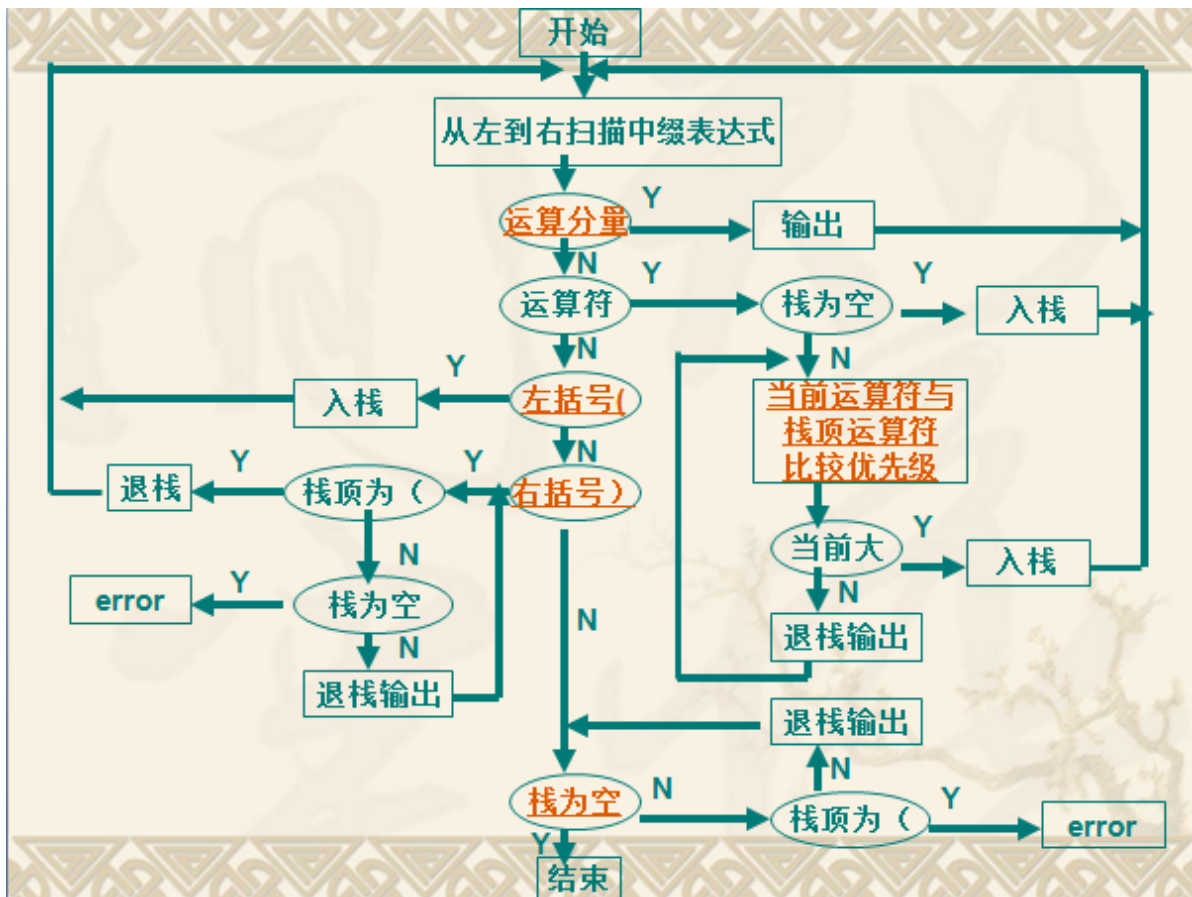 开始
从左到右扫描中缀表达式
运算分量
Y
输出
N
运算符
Y
栈为空
Y
入栈
N
N
左括号(
Y
入栈
当前运算符与
栈顶运算符
比较优先级
N
右括号）
Y
栈顶为（
Y
退栈
当前大
Y
入栈
N
N
栈为空
Y
error
N
退栈输出
N
退栈输出
退栈输出
N
栈为空
N
栈顶为（
Y
error
Y
结束